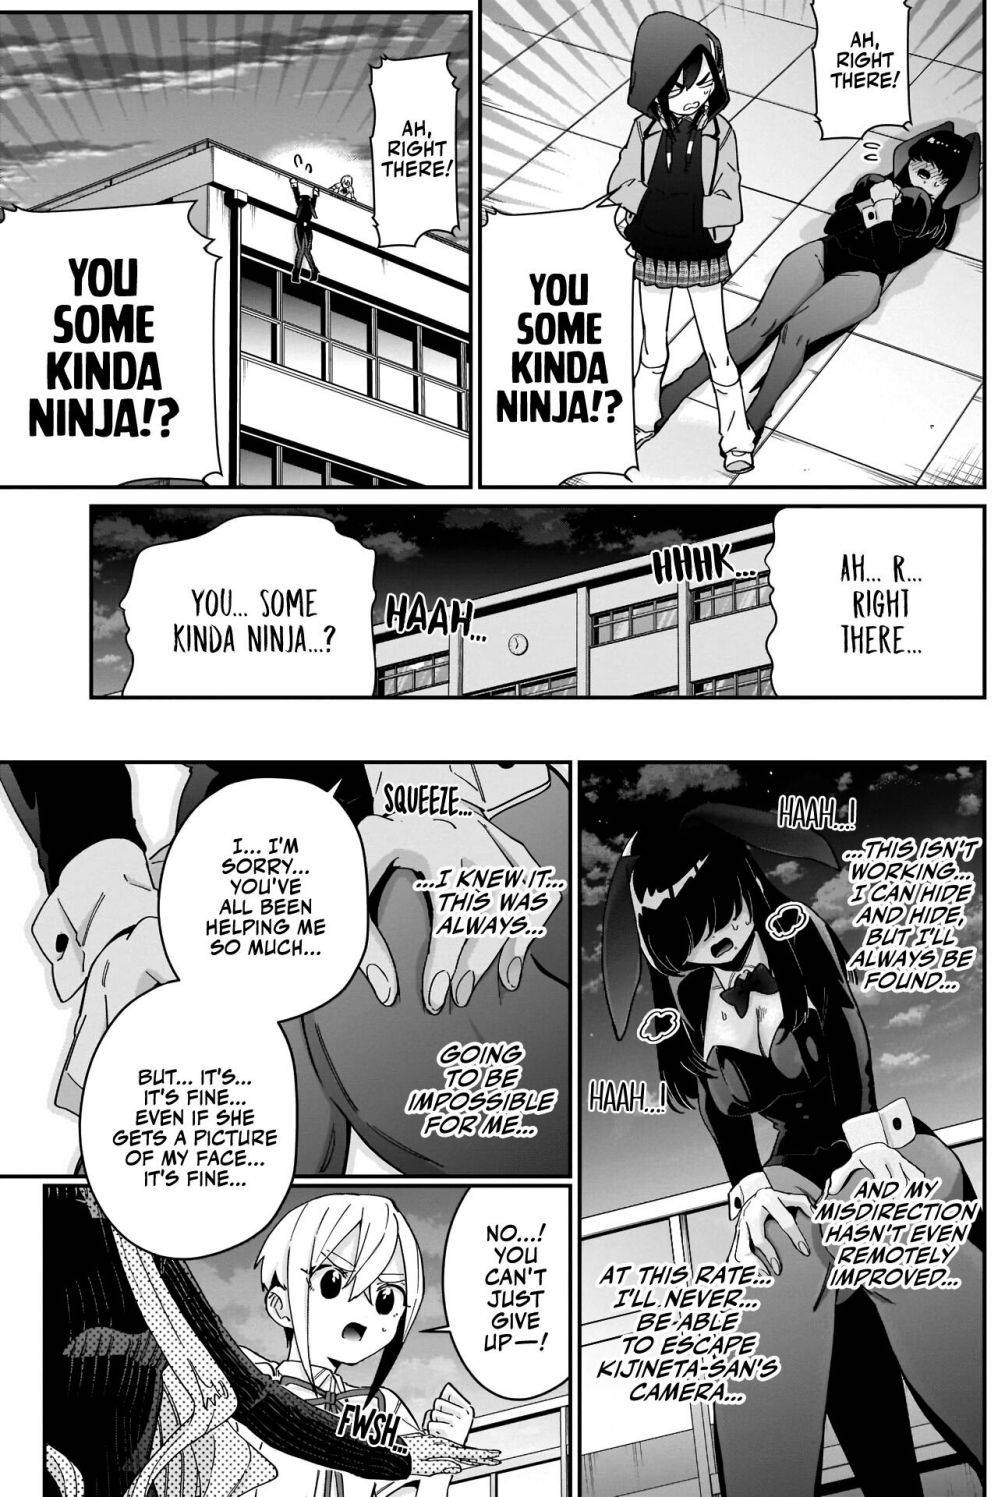 AH,
RIGHT
THERE!
YOU
SOME
KINDA
NINJA!?
AH,
RIGHT
THERE!
YOU
SOME
KINDA
NINJA!?
AH... R...
RIGHT
THERE...
HHHK...
HAAH...
YOU... SOME
KINDA NINJA...?
HAAH...!
...THIS ISN'T
WORKING...
I CAN HIDE
AND HIDE,
BUT I'LL
ALWAYS BE
FOUND...
HAAH...!
AND MY
MISDIRECTION
HASN'T EVEN
REMOTELY
IMPROVED...
AT THIS RATE...
I'LL NEVER...
BE ABLE
TO ESCAPE
KIJINETA-SAN'S
CAMERA...
SQUEEZE...
...I KNEW IT...
THIS WAS
ALWAYS...
GOING
TO BE
IMPOSSIBLE
FOR ME...
I... I'M
SORRY...
YOU'VE
ALL BEEN
HELPING ME
SO MUCH...
BUT... IT'S...
IT'S FINE...
EVEN IF SHE
GETS A PICTURE
OF MY FACE...
IT'S FINE...
NO...!
YOU
CAN'T
JUST
GIVE
UP—!
FWSH...